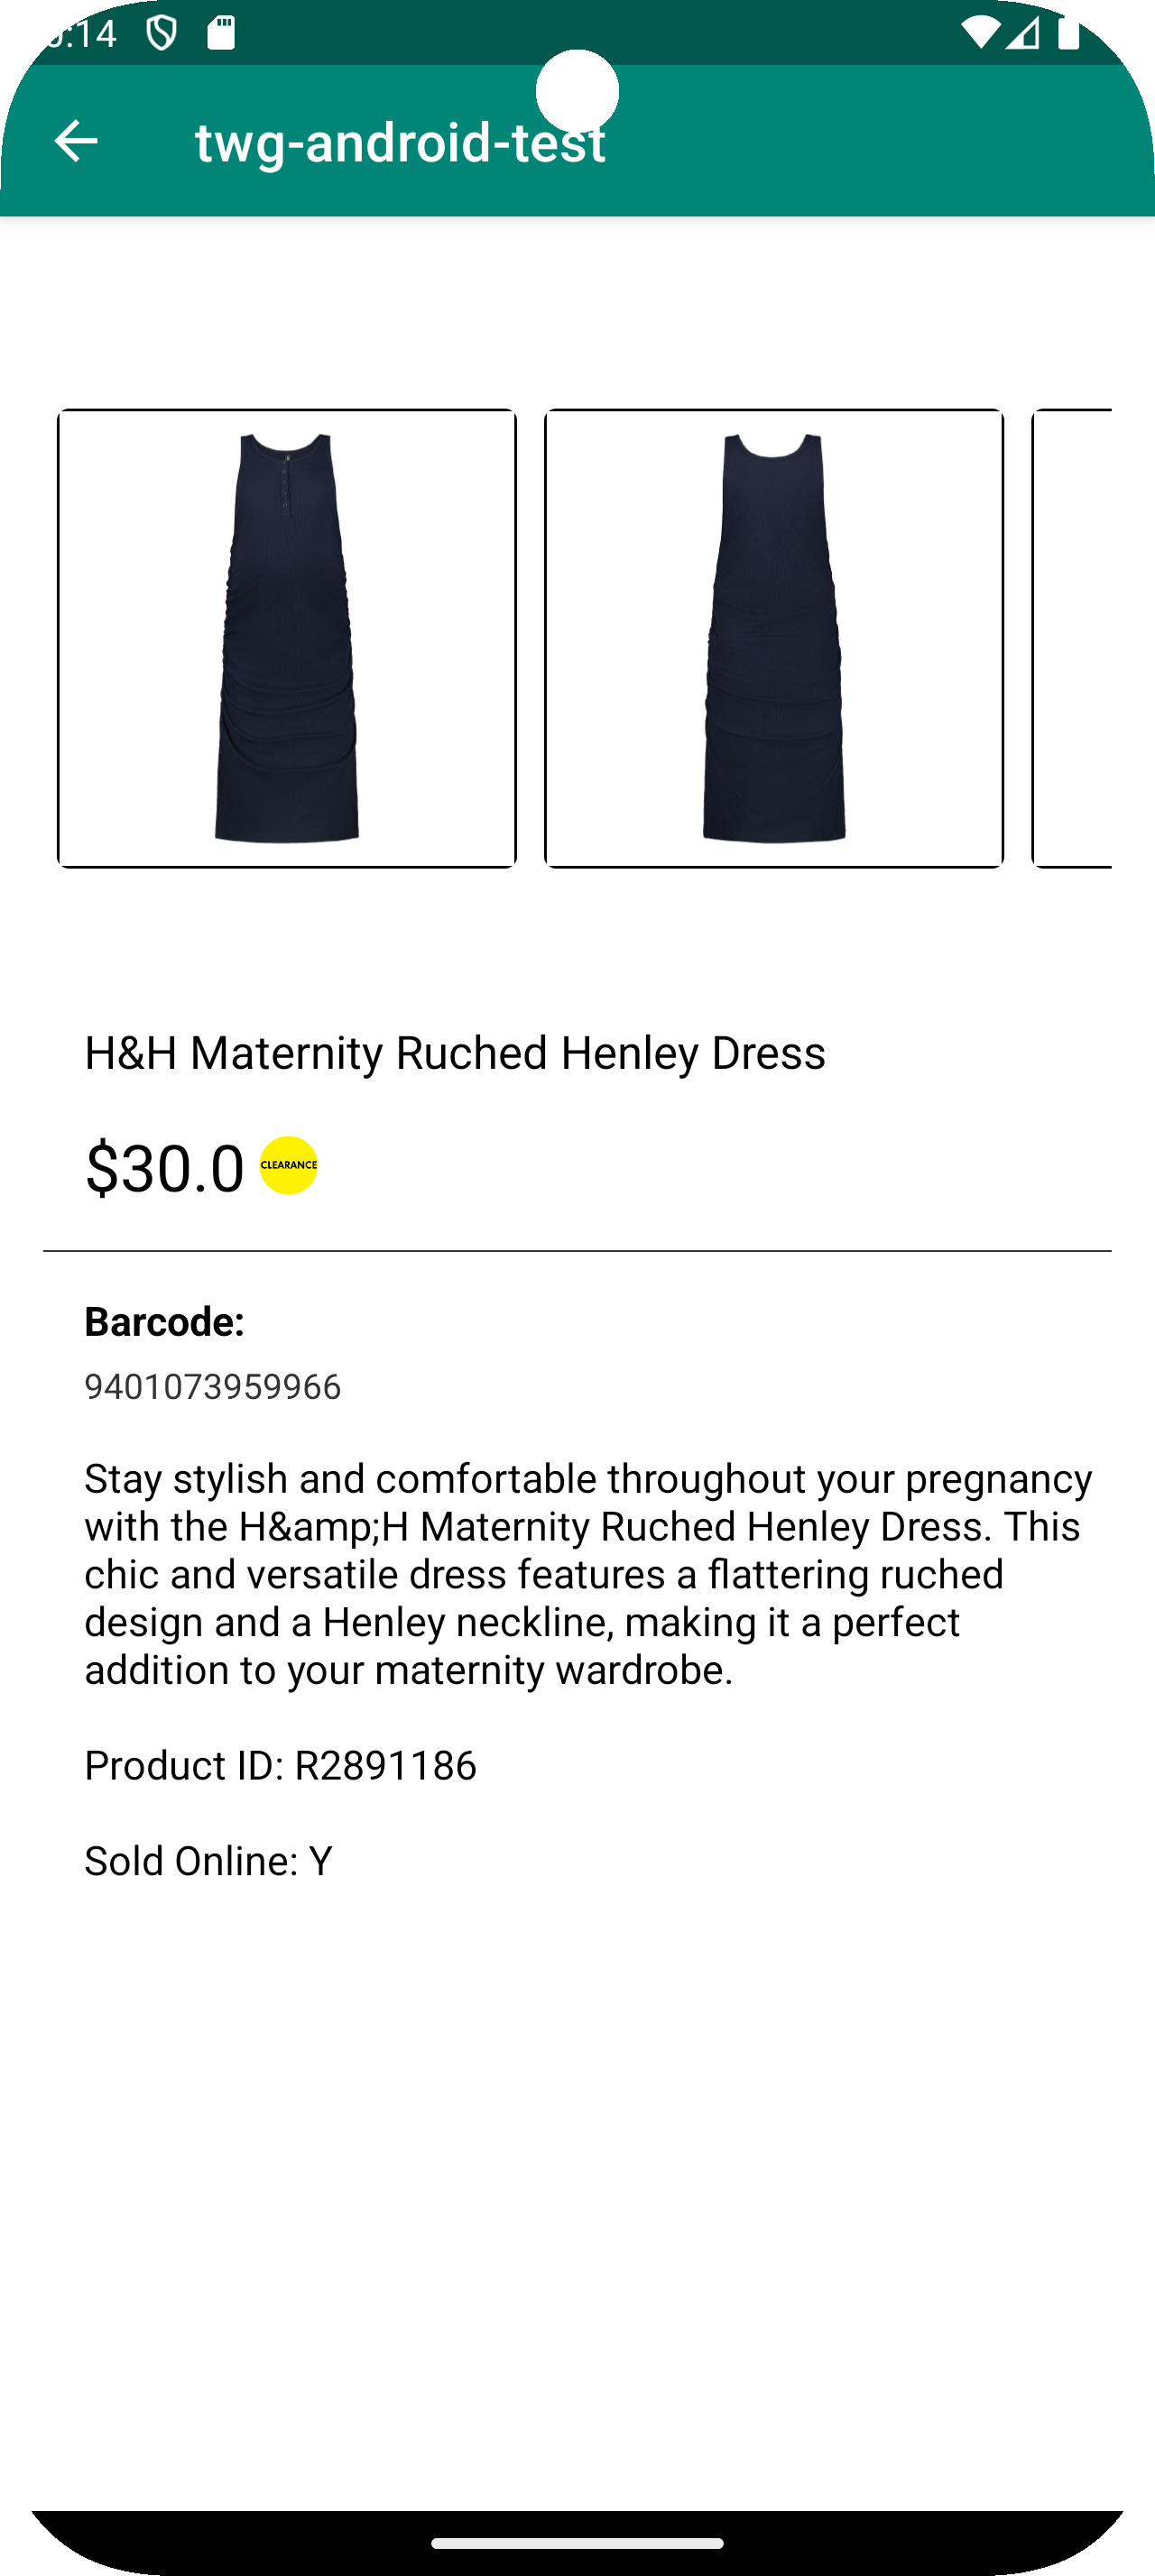 :14
twg-android-test
H&H Maternity Ruched Henley Dress
$30.0 CLEARANCE
Barcode:
9401073959966
Stay stylish and comfortable throughout your pregnancy
with the H&amp;H Maternity Ruched Henley Dress. This
chic and versatile dress features a flattering ruched
design and a Henley neckline, making it a perfect
addition to your maternity wardrobe.
Product ID: R2891186
Sold Online: Y